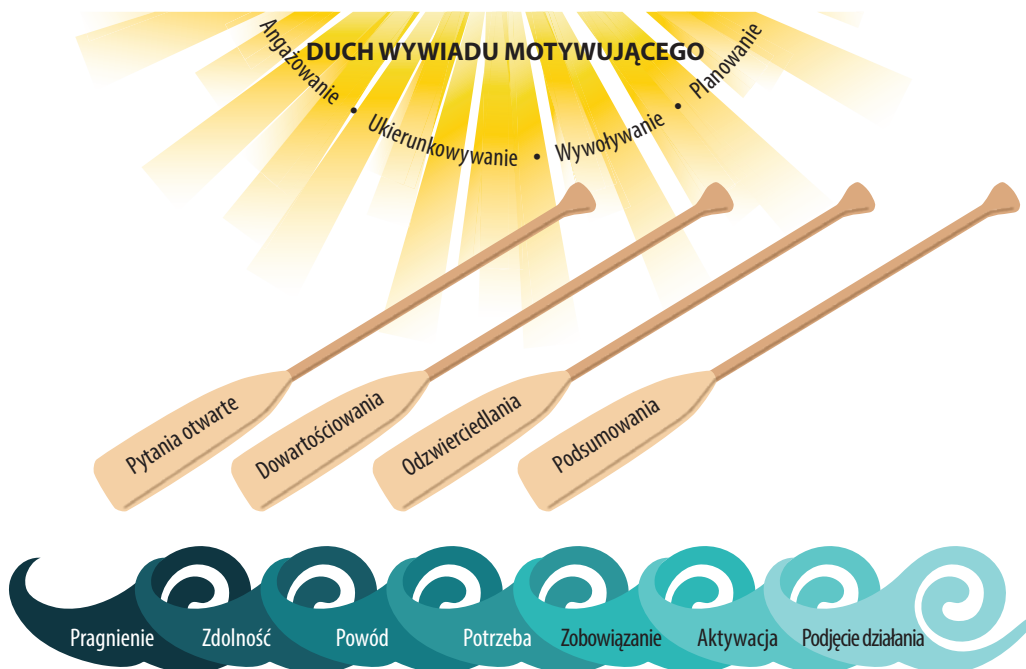 DUCH WYWIADU MOTYWUJĄCEGO
Angażowanie • Ukierunkowywanie • Wywoływanie • Planowanie
Pytania otwarte
Dowartościowania
Odzwierciedlania
Podsumowania
Pragnienie Zdolność Powód Potrzeba Zobowiązanie Aktywacja Podjęcie działania